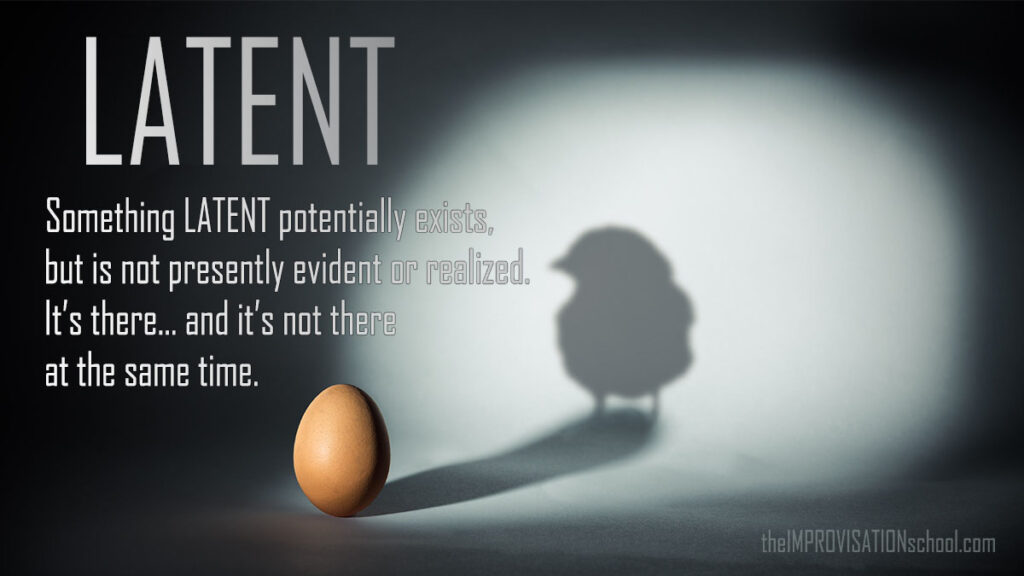 LATENT
Something LATENT potentially exists,
but is not presently evident or realized.
It's there... and it's not there
at the same time.
theIMPROVISATIONschool.com